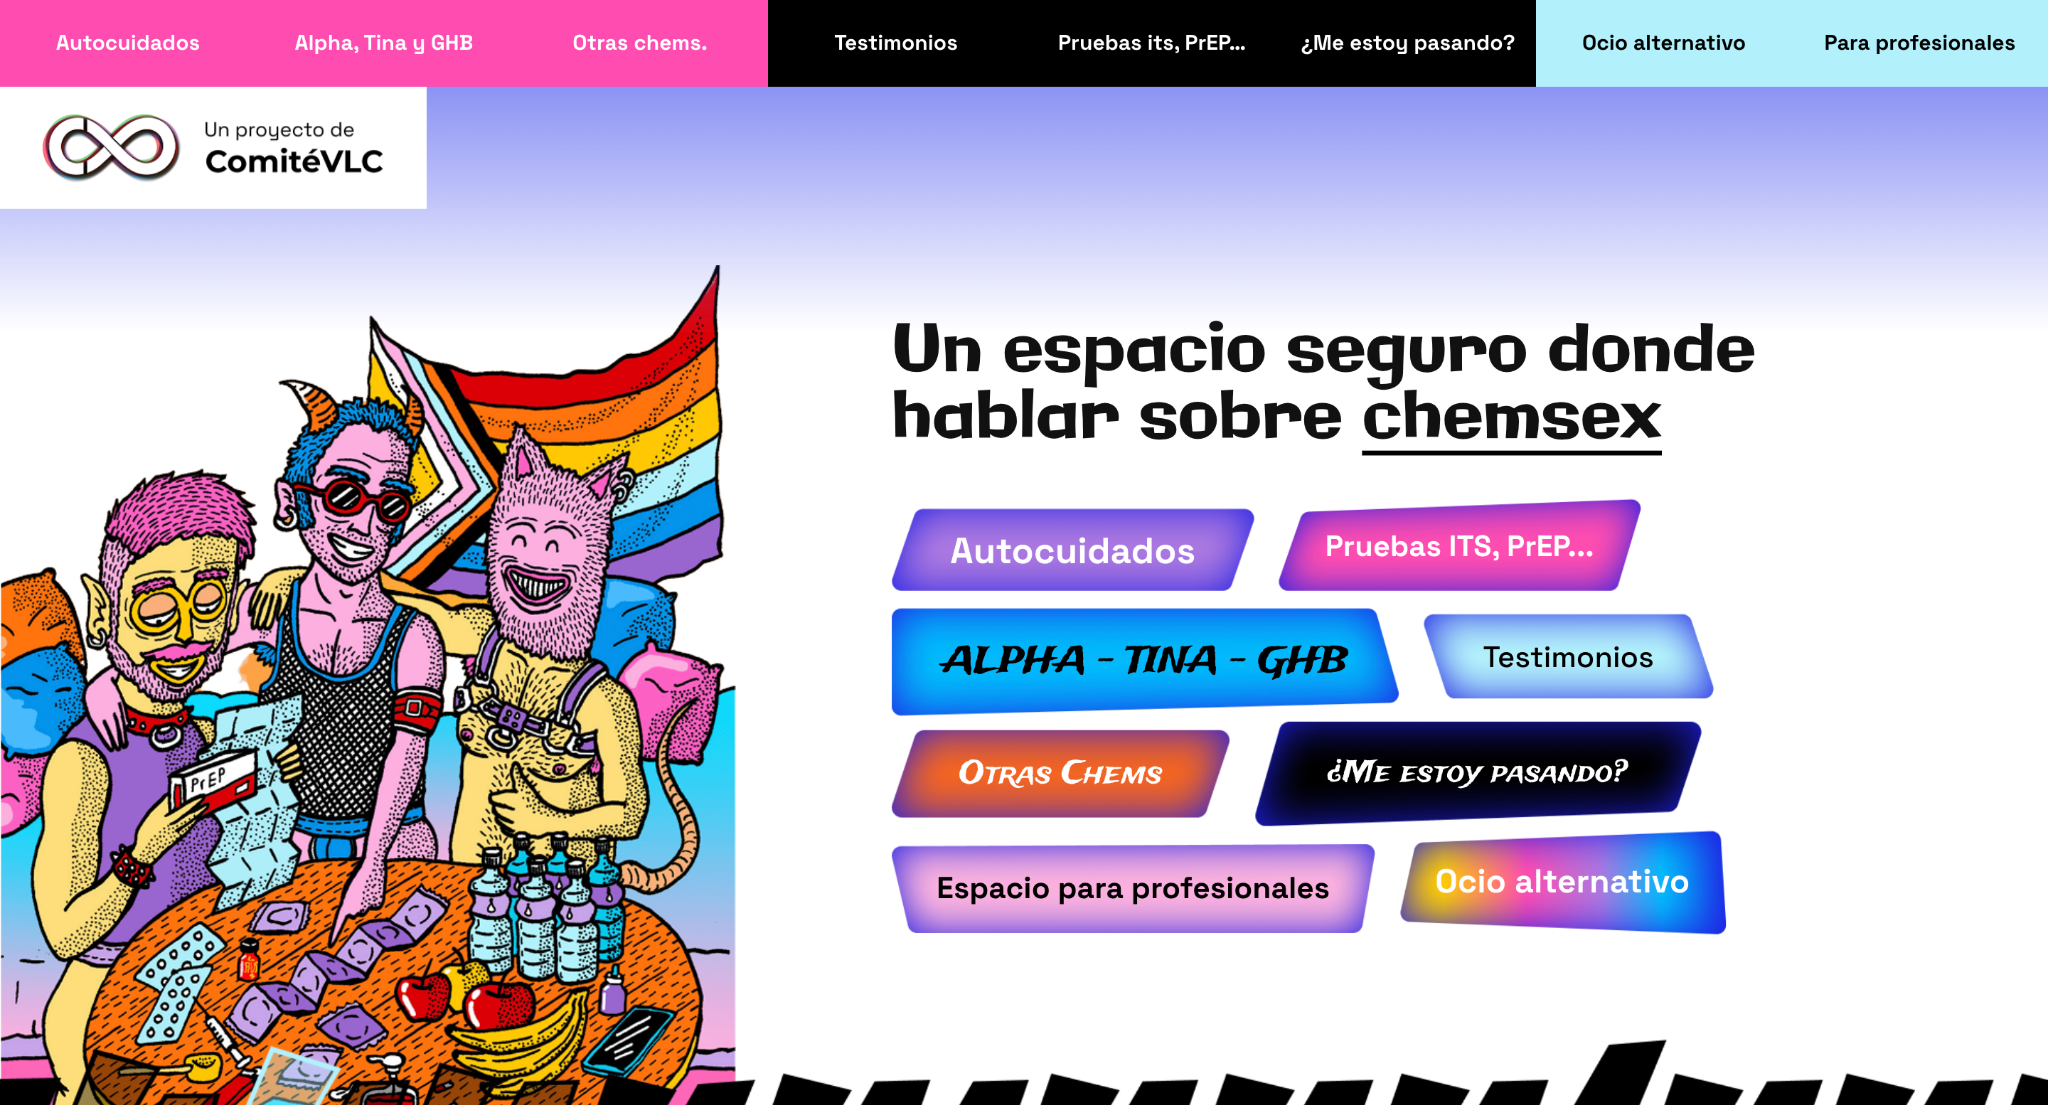 Autocuidados
Alpha, Tina y GHB
Otras chems.
Testimonios
Pruebas its, PrEP...
¿Me estoy pasando?
Ocio alternativo
Para profesionales
Un proyecto de
ComitéVLC
Un espacio seguro donde
hablar sobre chemsex
Autocuidados
Pruebas ITS, PrEP...
ALPHA - TINA - GHB
Testimonios
Otras Chems
¿Me estoy pasando?
Espacio para profesionales
Ocio alternativo
PrEP